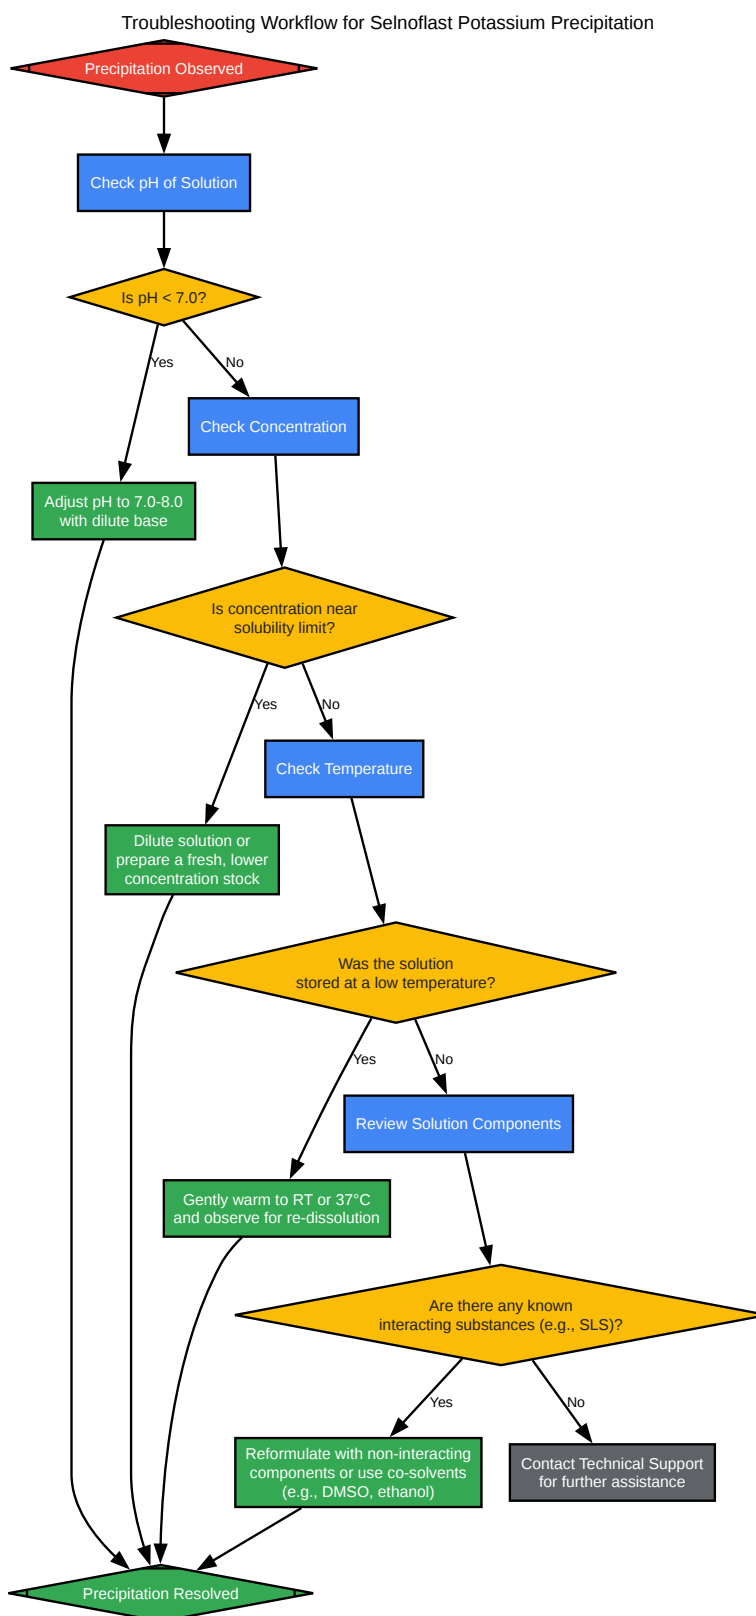 Troubleshooting Workflow for Selnoflast Potassium Precipitation
Precipitation Observed
Check pH of Solution
Is pH < 7.0?
Yes
No
Check Concentration
Adjust pH to 7.0-8.0
with dilute base
Is concentration near
solubility limit?
Yes
No
Check Temperature
Dilute solution or
prepare a fresh, lower
concentration stock
Was the solution
stored at a low temperature?
Yes
No
Review Solution Components
Gently warm to RT or 37°C
and observe for re-dissolution
Are there any known
interacting substances (e.g., SLS)?
Yes
No
Reformulate with non-interacting
components or use co-solvents
(e.g., DMSO, ethanol)
Contact Technical Support
for further assistance
Precipitation Resolved